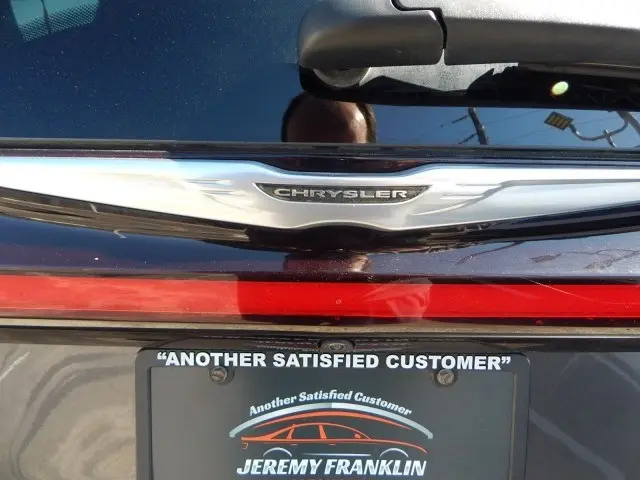 CHRYSLER
“ANOTHER SATISFIED CUSTOMER”
Another Satisfied Customer
JEREMY FRANKLIN